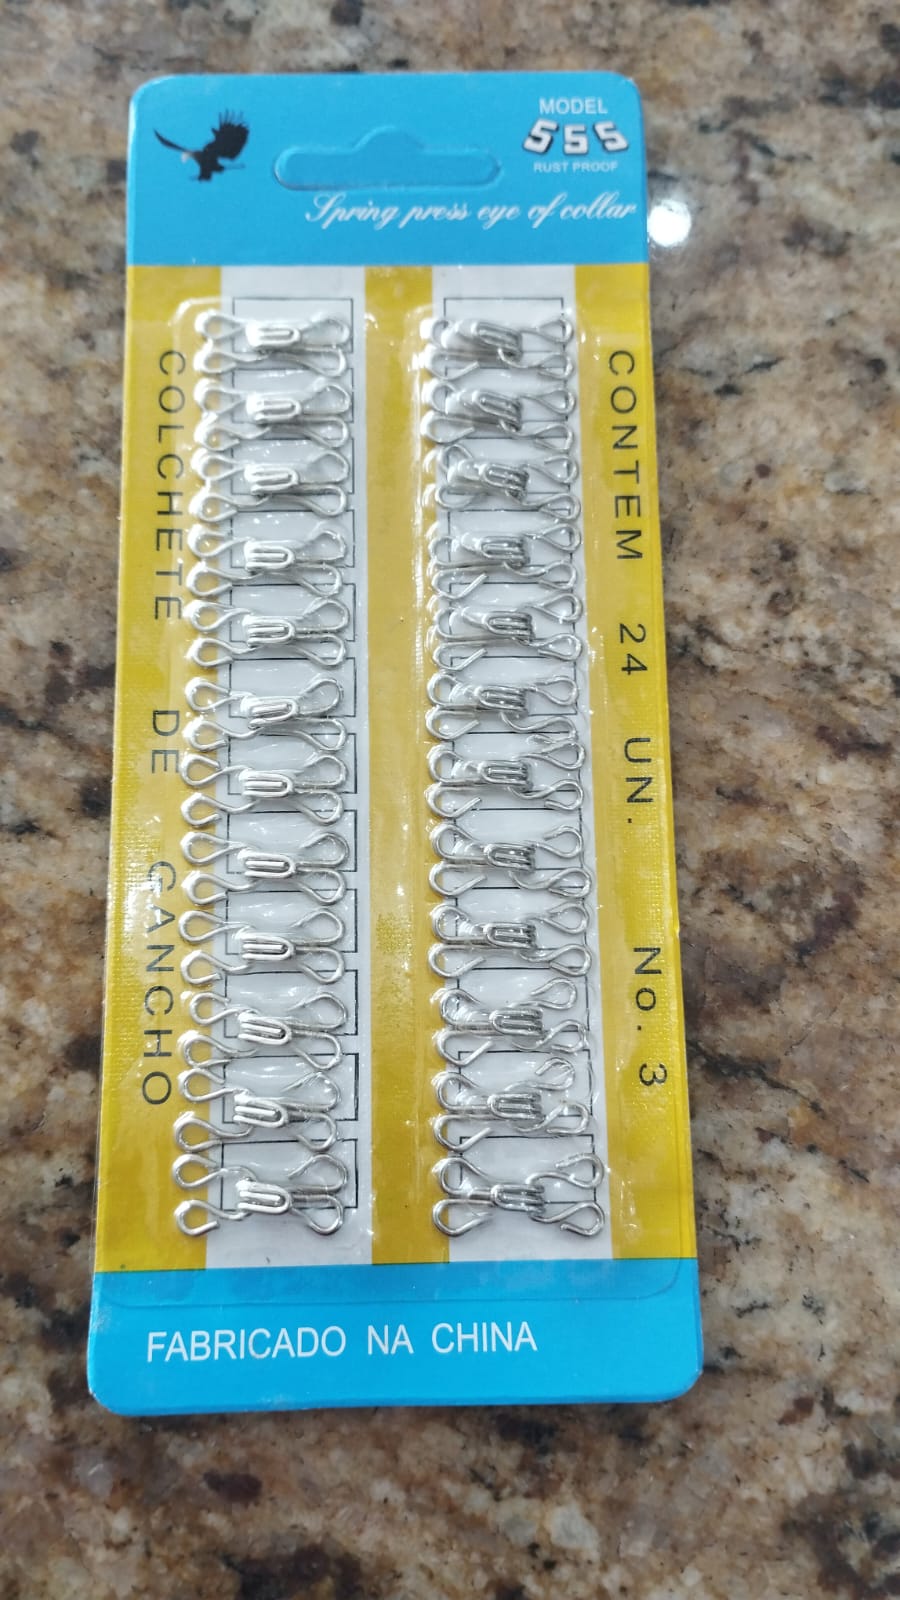 MODEL
555
RUST PROOF
Spring press eye of collar
COLCHETE DE GANCHO
CONTEM 24 UN. No. 3
FABRICADO NA CHINA